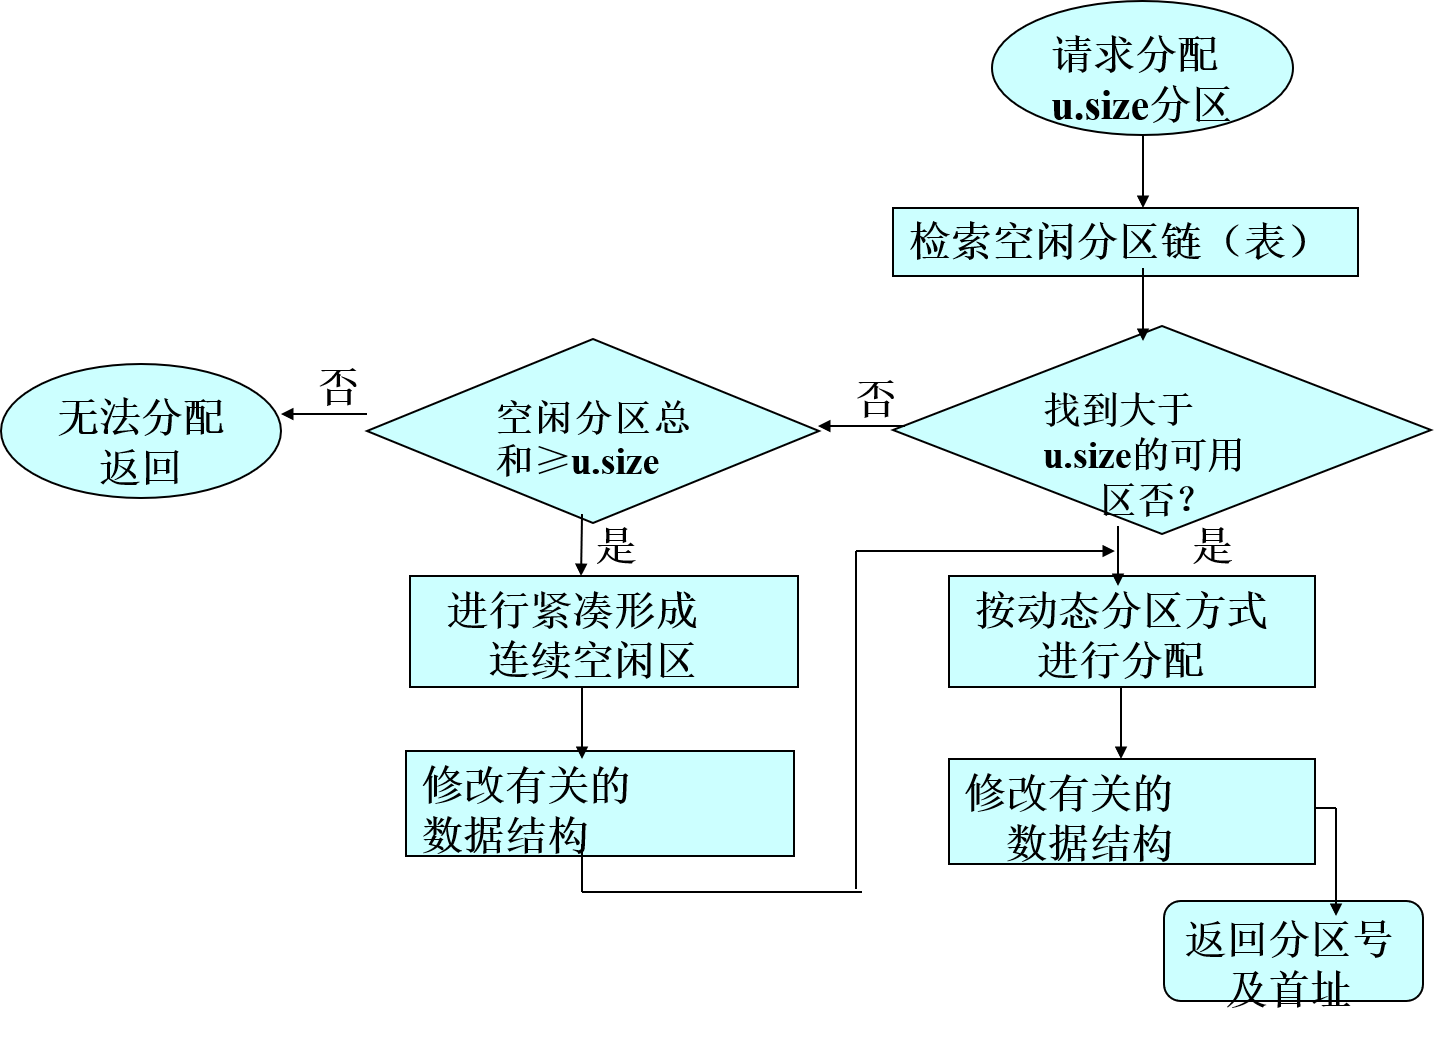 请求分配
u.size分区
检索空闲分区链（表）
找到大于
u.size的可用
区否？
否
空闲分区总
和≥u.size
否
无法分配
返回
是
进行紧凑形成
连续空闲区
修改有关的
数据结构
是
按动态分区方式
进行分配
修改有关的
数据结构
返回分区号
及首址